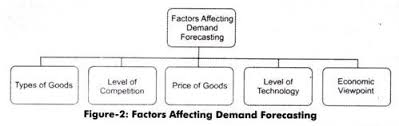 Factors Affecting
Demand
Forecasting
Types of Goods
Level of
Competition
Price of Goods
Level of
Technology
Economic
Viewpoint
Figure-2: Factors Affecting Demand Forecasting